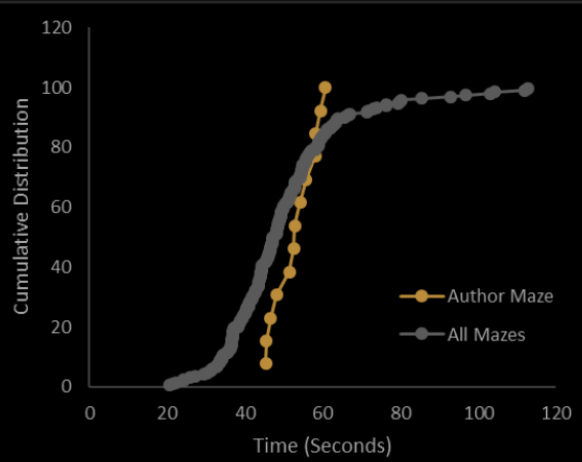 120
100
80
60
40
20
0
Cumulative Distribution
Author Maze
All Mazes
0 20 40 60 80 100 120
Time (Seconds)